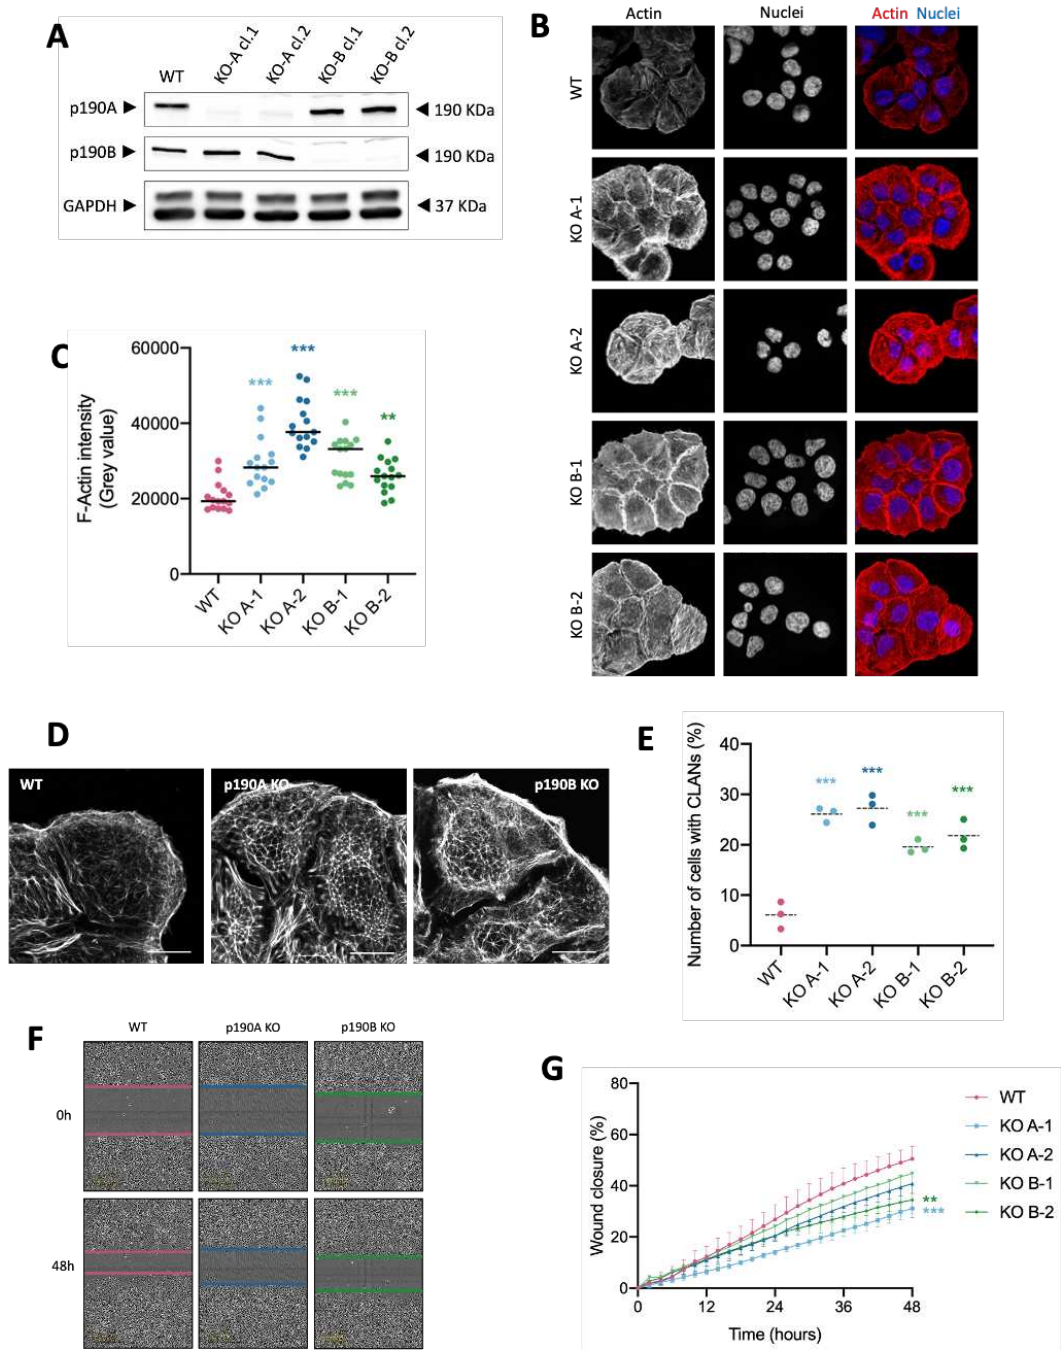 A
WT
KO-A cl.1
KO-A cl.2
KO-B cl.1
KO-B cl.2
p190A
190 KDa
p190B
190 KDa
GAPDH
37 KDa
B
Actin
Nuclei
Actin Nuclei
WT
KO A-1
KO A-2
KO B-1
KO B-2
C
60000
40000
20000
0
F-Actin intensity
(Grey value)
***
***
***
**
WT
KO A-1
KO A-2
KO B-1
KO B-2
D
WT
p190A KO
p190B KO
E
Number of cells with CLANs (%)
40
30
20
10
0
***
***
***
***
WT
KO A-1
KO A-2
KO B-1
KO B-2
F
WT
p190A KO
p190B KO
0h
48h
G
Wound closure (%)
80
60
40
20
0
0
12
24
36
48
Time (hours)
**
***
WT
KO A-1
KO A-2
KO B-1
KO B-2